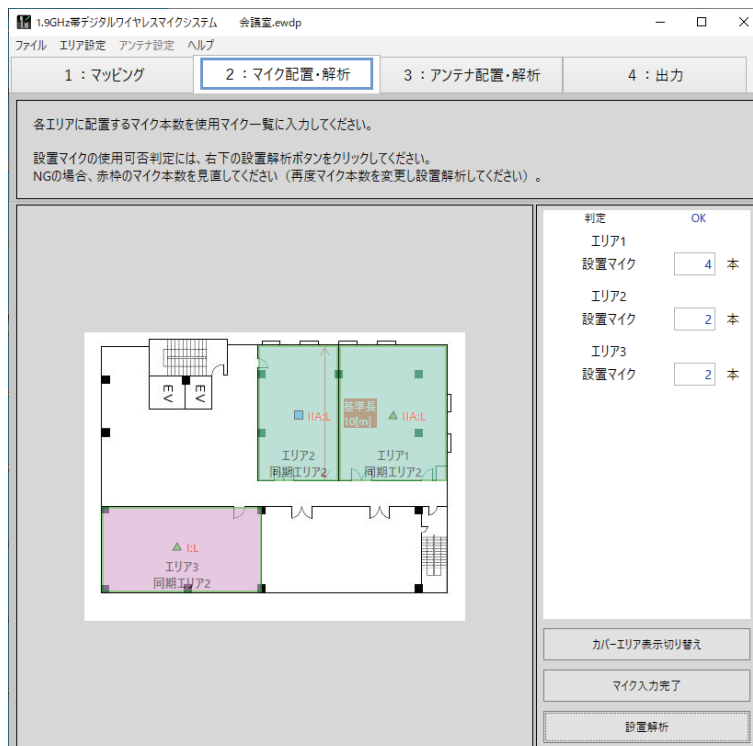 1.9GHz帯デジタルワイヤレスマイクシステム 会議室.ewdp
ファイル エリア設定 アンテナ設定 ヘルプ
1：マッピング 2：マイク配置・解析 3：アンテナ配置・解析 4：出力
各エリアに配置するマイク本数を使用マイク一覧に入力してください。
設置マイクの使用可否判定には、右下の設置解析ボタンをクリックしてください。
NGの場合、赤枠のマイク本数を見直してください（再度マイク本数を変更し設置解析してください）。
判定 OK
エリア1
設置マイク 4 本
エリア2
設置マイク 2 本
エリア3
設置マイク 2 本
EV EV
IIA:L
エリア2
同期エリア2
基準長
10[m]
IIA:L
エリア1
同期エリア2
I:L
エリア3
同期エリア2
カバーエリア表示切り替え
マイク入力完了
設置解析